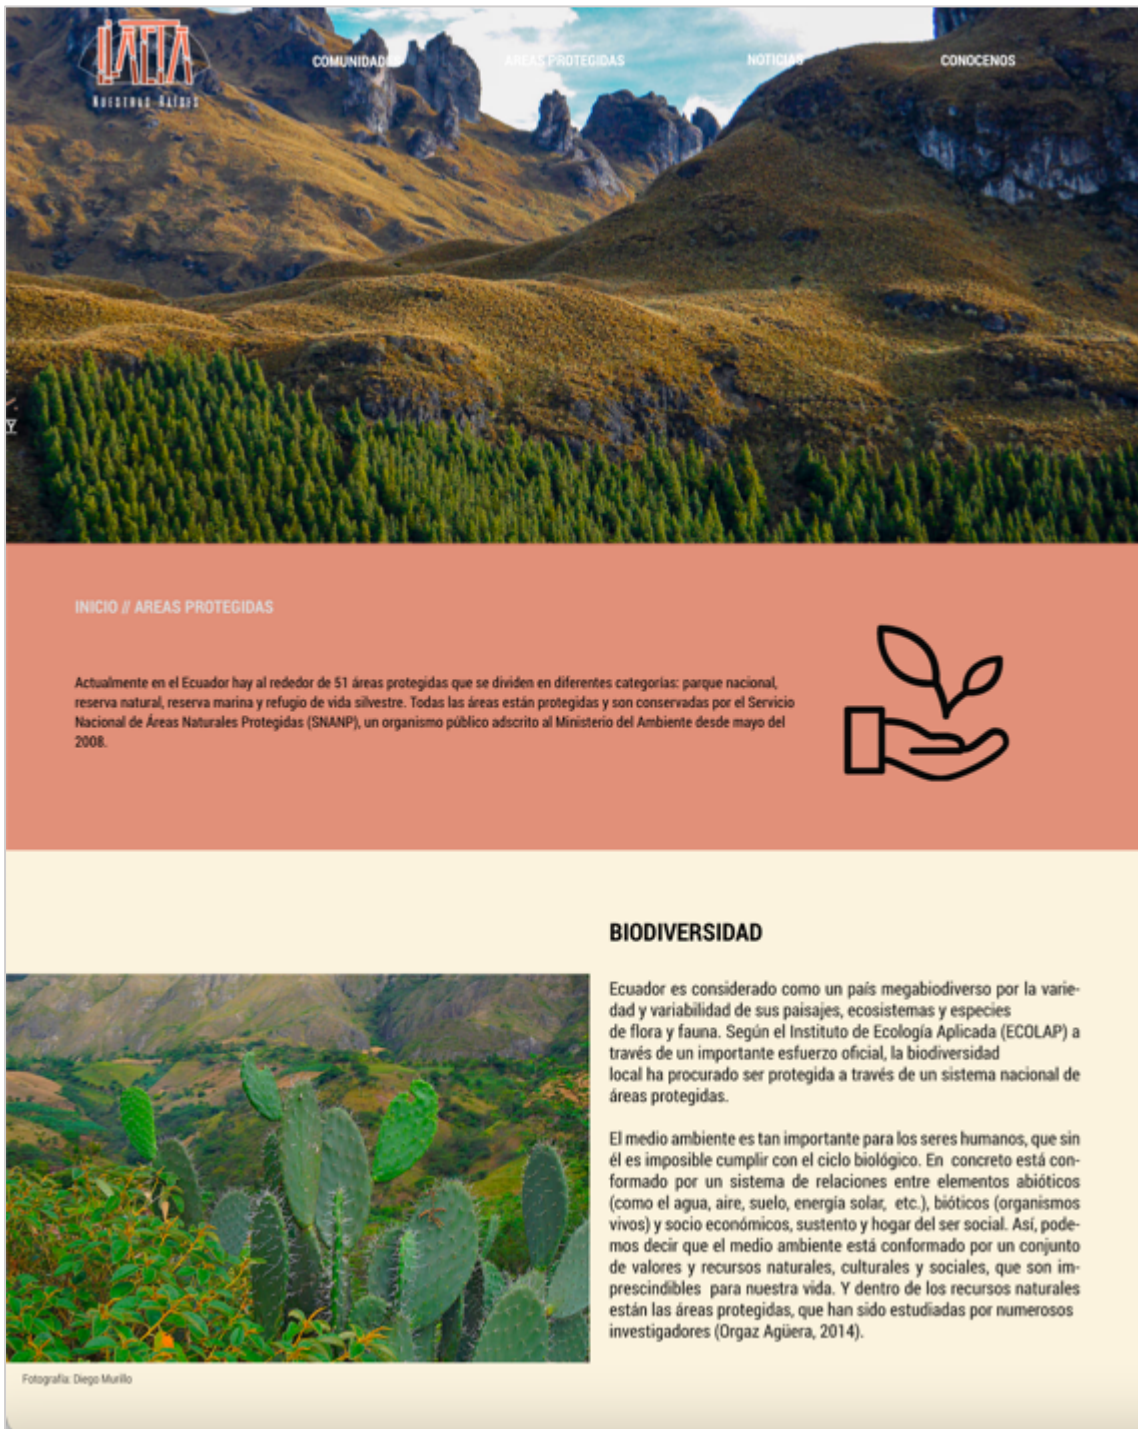 LLACTA
NUESTRAS RAÍSES
COMUNIDADES
AREAS PROTEGIDAS
NOTICIAS
CONOCENOS
INICIO // AREAS PROTEGIDAS
Actualmente en el Ecuador hay al rededor de 51 áreas protegidas que se dividen en diferentes categorías: parque nacional,
reserva natural, reserva marina y refugio de vida silvestre. Todas las áreas están protegidas y son conservadas por el Servicio
Nacional de Áreas Naturales Protegidas (SNANP), un organismo público adscrito al Ministerio del Ambiente desde mayo del
2008.
BIODIVERSIDAD
Ecuador es considerado como un país megabiodiverso por la varie-
dad y variabilidad de sus paisajes, ecosistemas y especies
de flora y fauna. Según el Instituto de Ecología Aplicada (ECOLAP) a
través de un importante esfuerzo oficial, la biodiversidad
local ha procurado ser protegida a través de un sistema nacional de
áreas protegidas.
El medio ambiente es tan importante para los seres humanos, que sin
él es imposible cumplir con el ciclo biológico. En concreto está con-
formado por un sistema de relaciones entre elementos abióticos
(como el agua, aire, suelo, energía solar, etc.), bióticos (organismos
vivos) y socio económicos, sustento y hogar del ser social. Así, pode-
mos decir que el medio ambiente está conformado por un conjunto
de valores y recursos naturales, culturales y sociales, que son im-
prescindibles para nuestra vida. Y dentro de los recursos naturales
están las áreas protegidas, que han sido estudiadas por numerosos
investigadores (Orgaz Agüera, 2014).
Fotografía: Diego Murillo